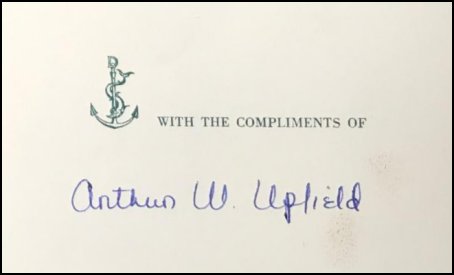 WITH THE COMPLIMENTS OF
Arthur W. Upfield